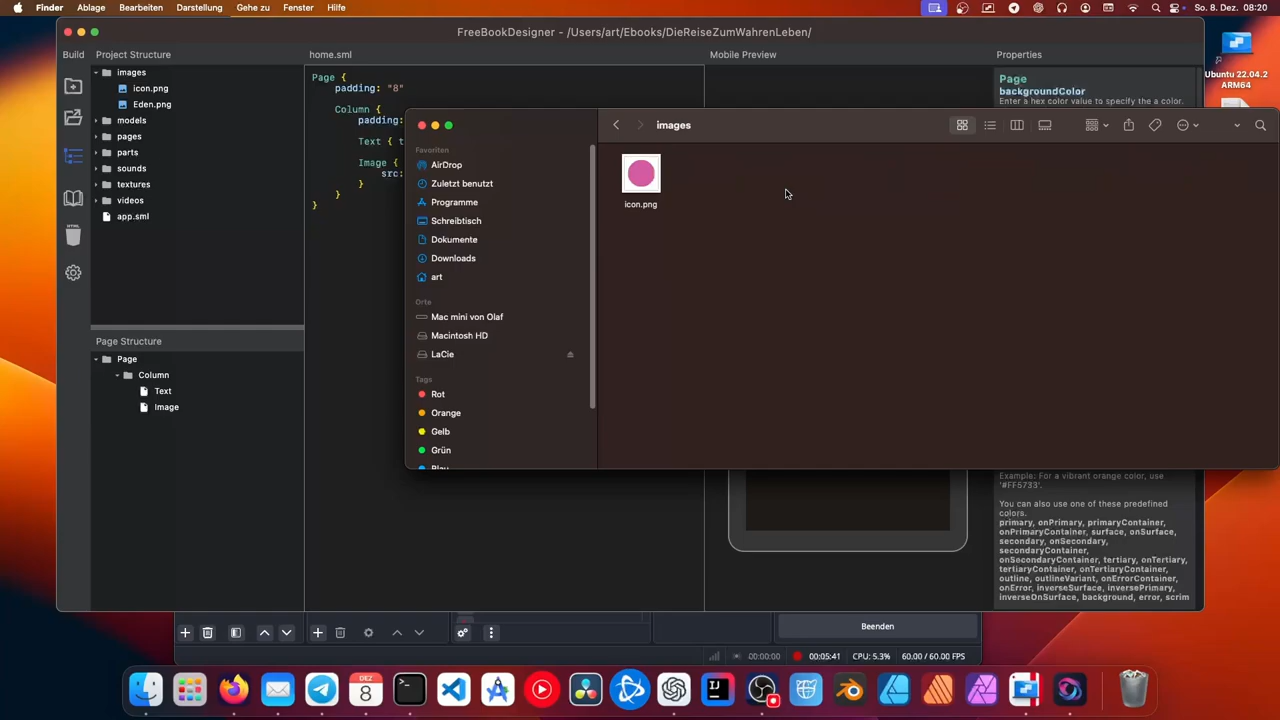 Finder Ablage Bearbeiten Darstellung Gehe zu Fenster Hilfe So. 8. Dez. 08:20
FreeBookDesigner - /Users/art/Ebooks/DieReiseZumWahrenLeben/
Build Project Structure home.sml Mobile Preview Properties
images
icon.png
Eden.png
models
pages
parts
sounds
textures
videos
app.sml
Page Structure
Page
Column
Text
Image
Page {
padding: "8"
Column {
padding:
Text { t
Image {
src:
}
}
}
images
Favoriten
AirDrop
Zuletzt benutzt
Programme
Schreibtisch
Dokumente
Downloads
art
Orte
Mac mini von Olaf
Macintosh HD
LaCie
Tags
Rot
Orange
Gelb
Grün
Blau
icon.png
Page
backgroundColor
Enter a hex color value to specify the a color.
Example: For a vibrant orange color, use
'#FF5733'.
You can also use one of these predefined
colors.
primary, onPrimary, primaryContainer,
onPrimaryContainer, surface, onSurface,
secondary, onSecondary,
secondaryContainer,
onSecondaryContainer, tertiary, onTertiary,
tertiaryContainer, onTertiaryContainer,
outline, outlineVariant, onErrorContainer,
onError, inverseSurface, inversePrimary,
inverseOnSurface, background, error, scrim
Ubuntu 22.04.2
ARM64
Beenden
00:00:00 00:05:41 CPU: 5.3% 60.00 / 60.00 FPS
DEZ
8